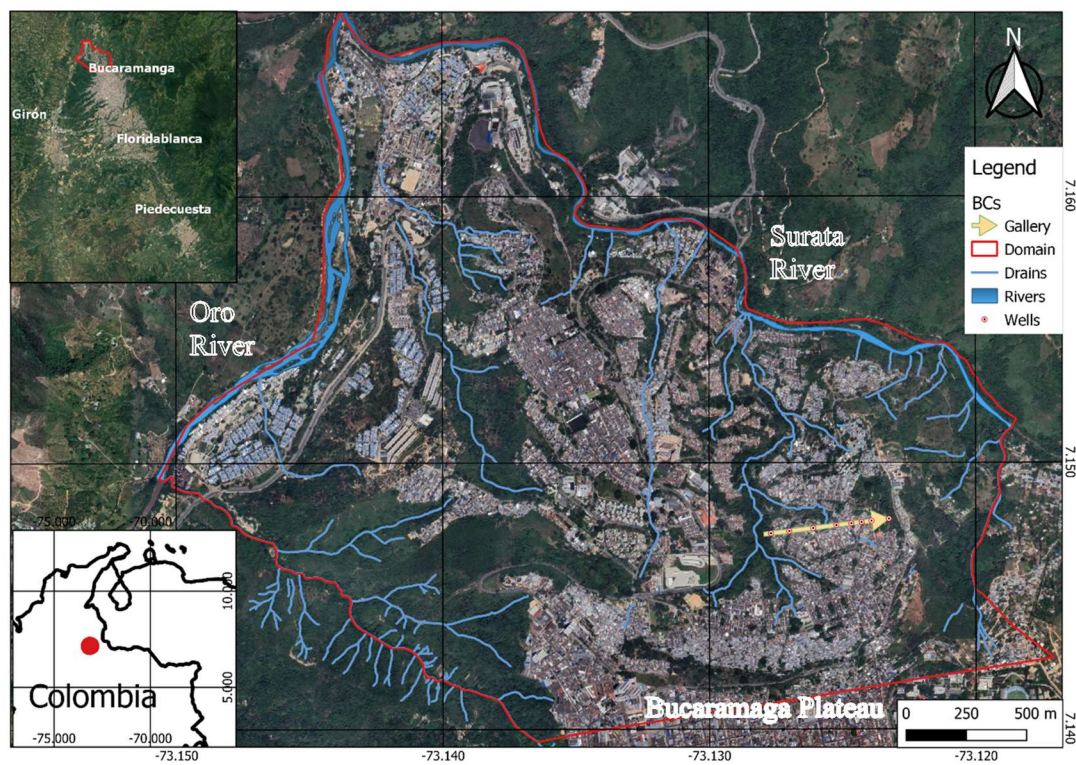 Bucaramanga
Girón
Floridablanca
Piedecuesta
N
Legend
BCs
Gallery
Domain
Drains
Rivers
Wells
7.160
Surata
River
Oro
River
7.150
-75.000
-70.000
10.000
5.000
Colombia
-75.000
-70.000
Bucaramaga Plateau
0
250
500 m
7.140
-73.150
-73.140
-73.130
-73.120